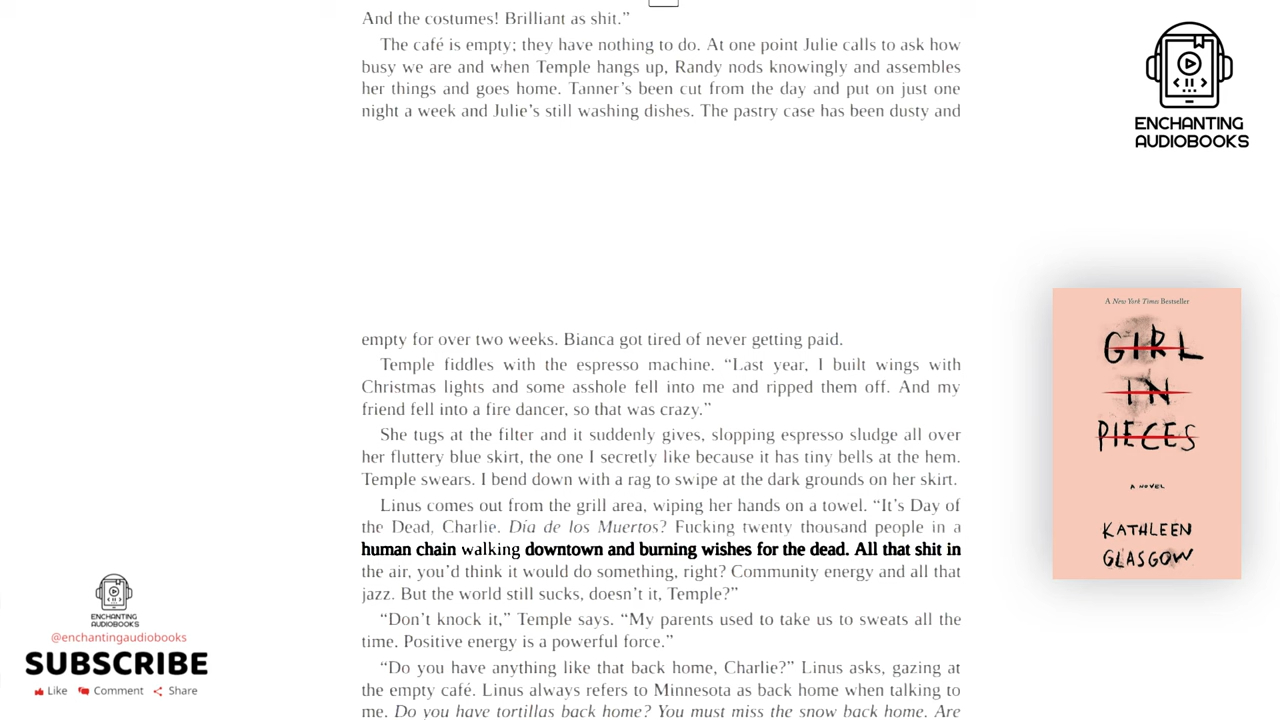 And the costumes! Brilliant as shit.”
The café is empty; they have nothing to do. At one point Julie calls to ask how
busy we are and when Temple hangs up, Randy nods knowingly and assembles
her things and goes home. Tanner’s been cut from the day and put on just one
night a week and Julie’s still washing dishes. The pastry case has been dusty and
empty for over two weeks. Bianca got tired of never getting paid.
Temple fiddles with the espresso machine. “Last year, I built wings with
Christmas lights and some asshole fell into me and ripped them off. And my
friend fell into a fire dancer, so that was crazy.”
She tugs at the filter and it suddenly gives, slopping espresso sludge all over
her fluttery blue skirt, the one I secretly like because it has tiny bells at the hem.
Temple swears. I bend down with a rag to swipe at the dark grounds on her skirt.
Linus comes out from the grill area, wiping her hands on a towel. “It’s Day of
the Dead, Charlie. Día de los Muertos? Fucking twenty thousand people in a
human chain walking downtown and burning wishes for the dead. All that shit in
the air, you’d think it would do something, right? Community energy and all that
jazz. But the world still sucks, doesn’t it, Temple?”
“Don’t knock it,” Temple says. “My parents used to take us to sweats all the
time. Positive energy is a powerful force.”
“Do you have anything like that back home, Charlie?” Linus asks, gazing at
the empty café. Linus always refers to Minnesota as back home when talking to
me. Do you have tortillas back home? You must miss the snow back home. Are
ENCHANTING
AUDIOBOOKS
A New York Times Bestseller
GIRL
IN
PIECES
A NOVEL
KATHLEEN
GLASGOW
ENCHANTING
AUDIOBOOKS
@enchantingaudiobooks
SUBSCRIBE
Like Comment Share